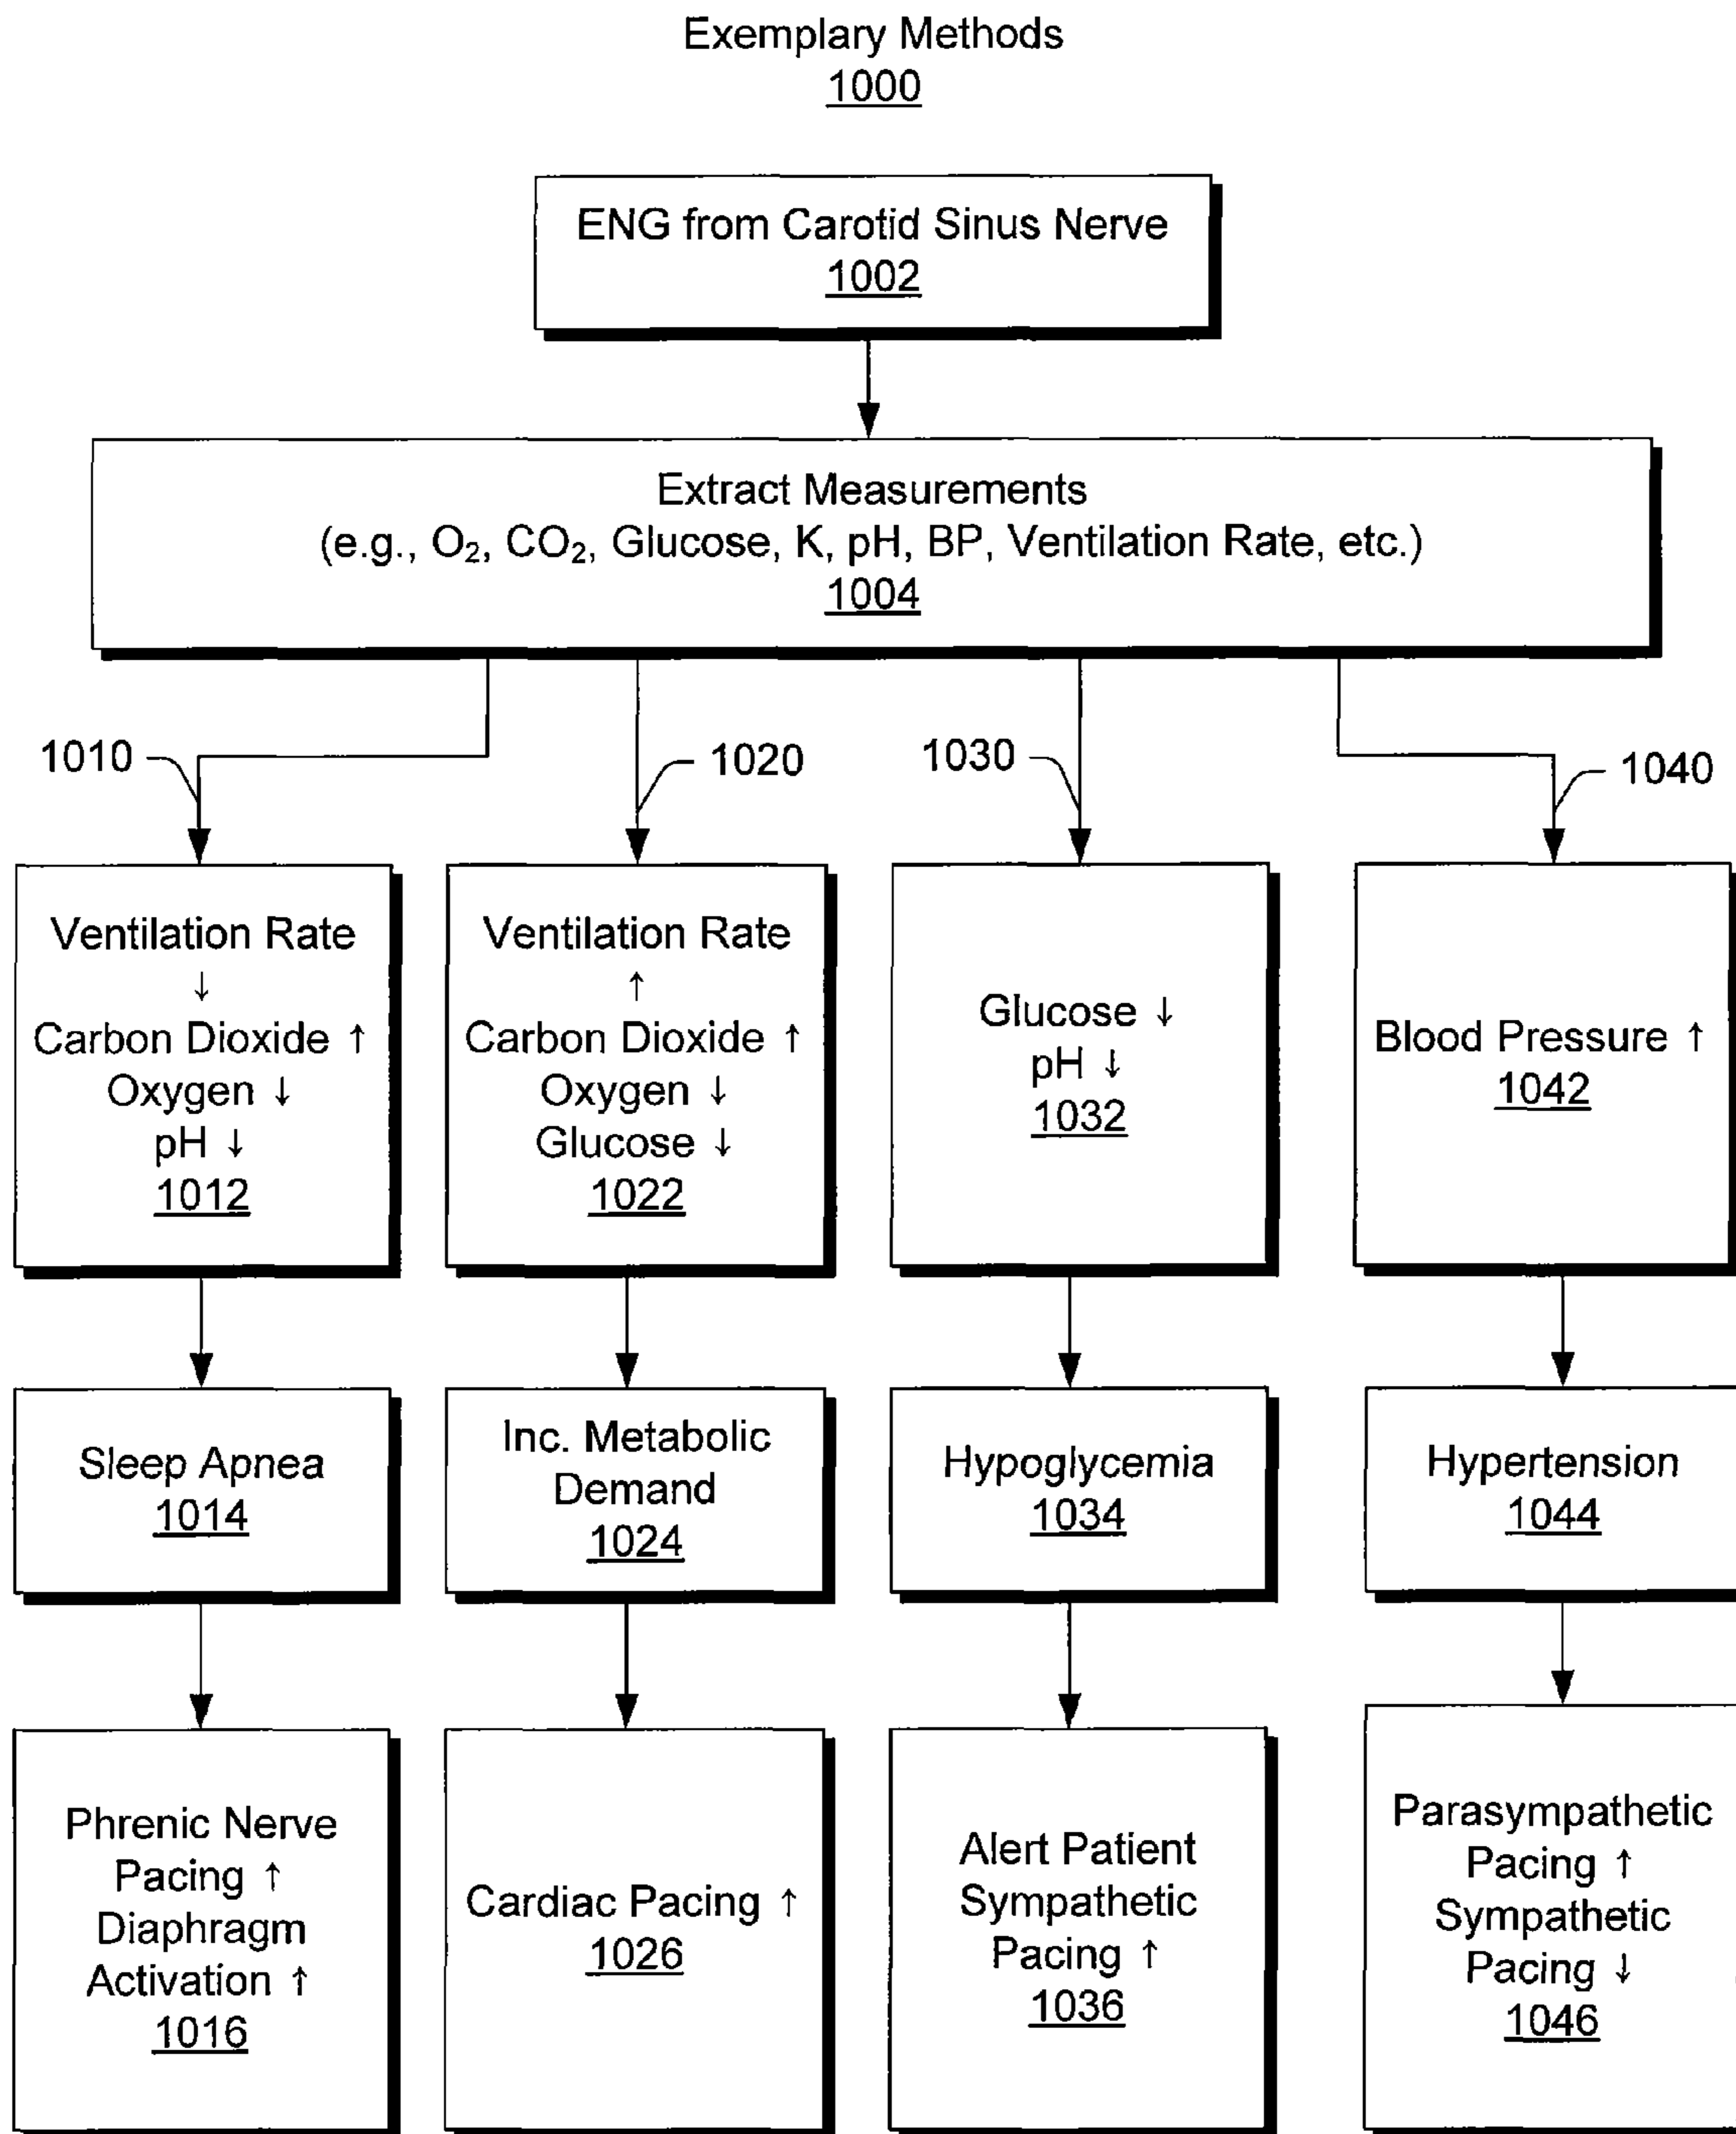 Exemplary Methods
1000
ENG from Carotid Sinus Nerve
1002
Extract Measurements
(e.g., O₂, CO₂, Glucose, K, pH, BP, Ventilation Rate, etc.)
1004
1010
1020
1030
1040
Ventilation Rate
↓
Carbon Dioxide ↑
Oxygen ↓
pH ↓
1012
Ventilation Rate
↑
Carbon Dioxide ↑
Oxygen ↓
Glucose ↓
1022
Glucose ↓
pH ↓
1032
Blood Pressure ↑
1042
Sleep Apnea
1014
Inc. Metabolic
Demand
1024
Hypoglycemia
1034
Hypertension
1044
Phrenic Nerve
Pacing ↑
Diaphragm
Activation ↑
1016
Cardiac Pacing ↑
1026
Alert Patient
Sympathetic
Pacing ↑
1036
Parasympathetic
Pacing ↑
Sympathetic
Pacing ↓
1046